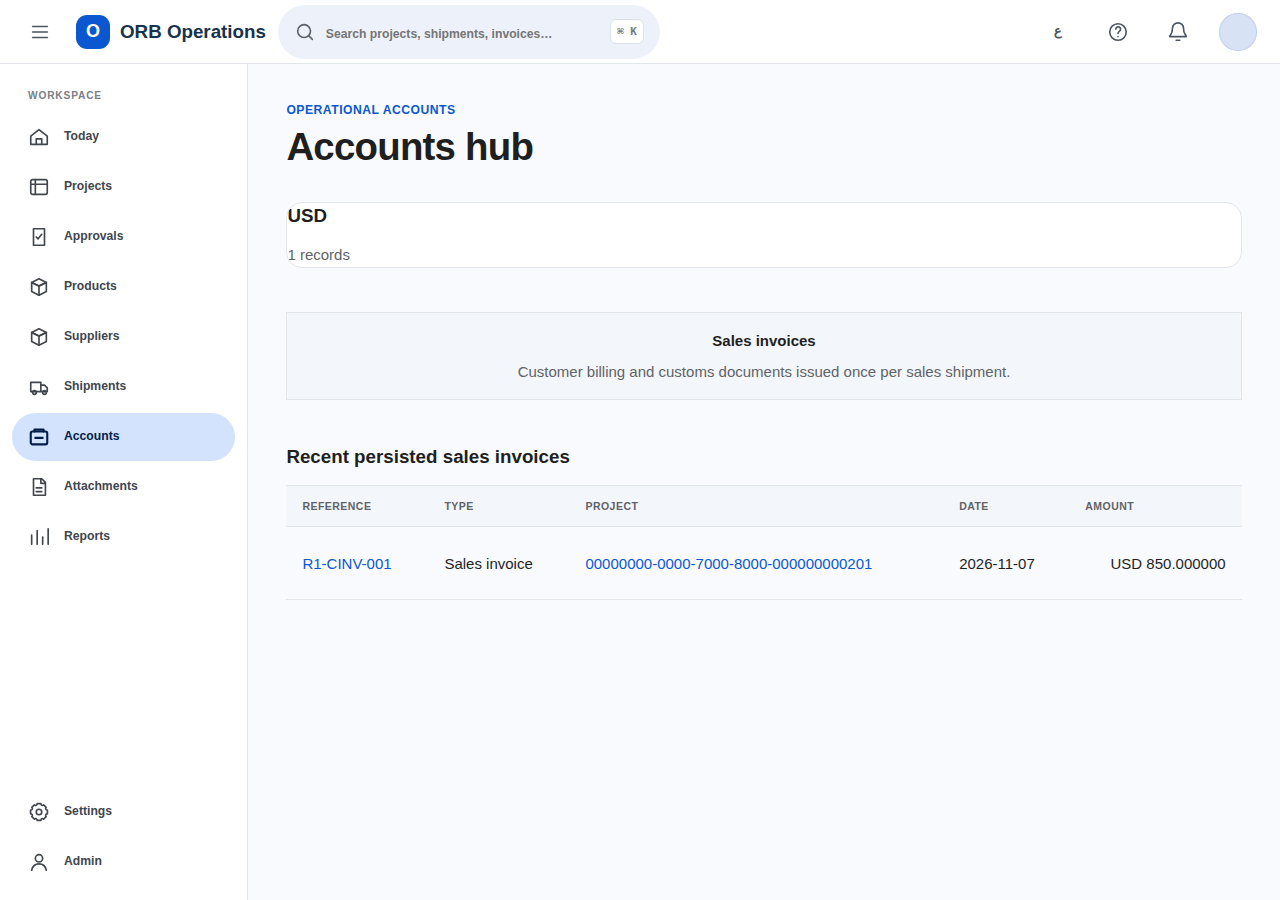 O ORB Operations
Search projects, shipments, invoices…
⌘ K
ع
WORKSPACE
Today
Projects
Approvals
Products
Suppliers
Shipments
Accounts
Attachments
Reports
Settings
Admin
OPERATIONAL ACCOUNTS
Accounts hub
USD
1 records
Sales invoices
Customer billing and customs documents issued once per sales shipment.
Recent persisted sales invoices
REFERENCE TYPE PROJECT DATE AMOUNT
R1-CINV-001 Sales invoice 00000000-0000-7000-8000-000000000201 2026-11-07 USD 850.000000